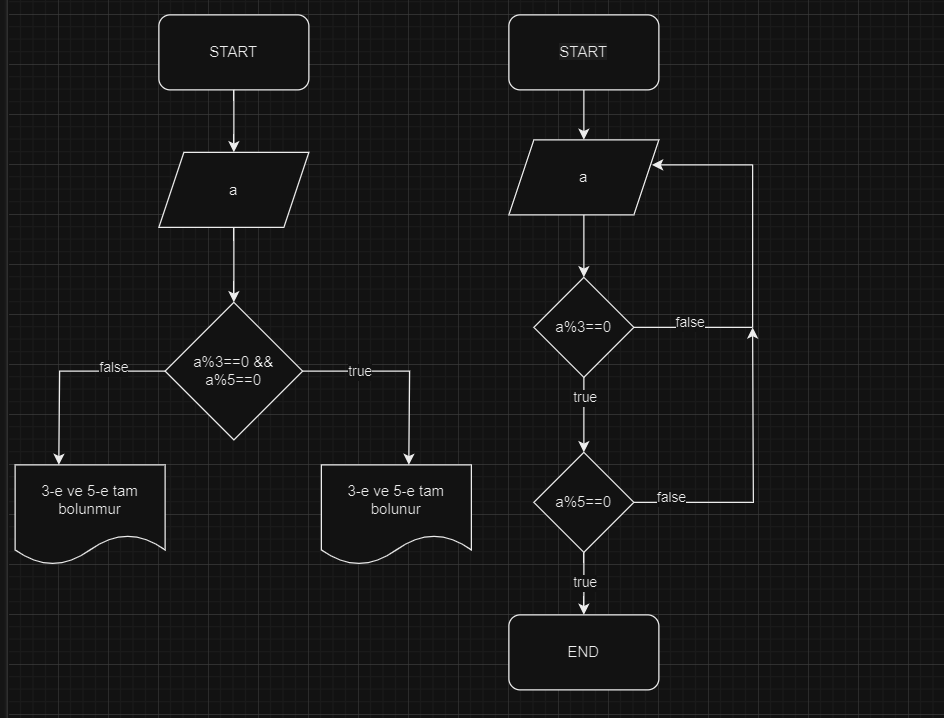 START
a
a%3==0 &&
a%5==0
false
true
3-e ve 5-e tam
bolunmur
3-e ve 5-e tam
bolunur
START
a
a%3==0
false
true
a%5==0
false
true
END